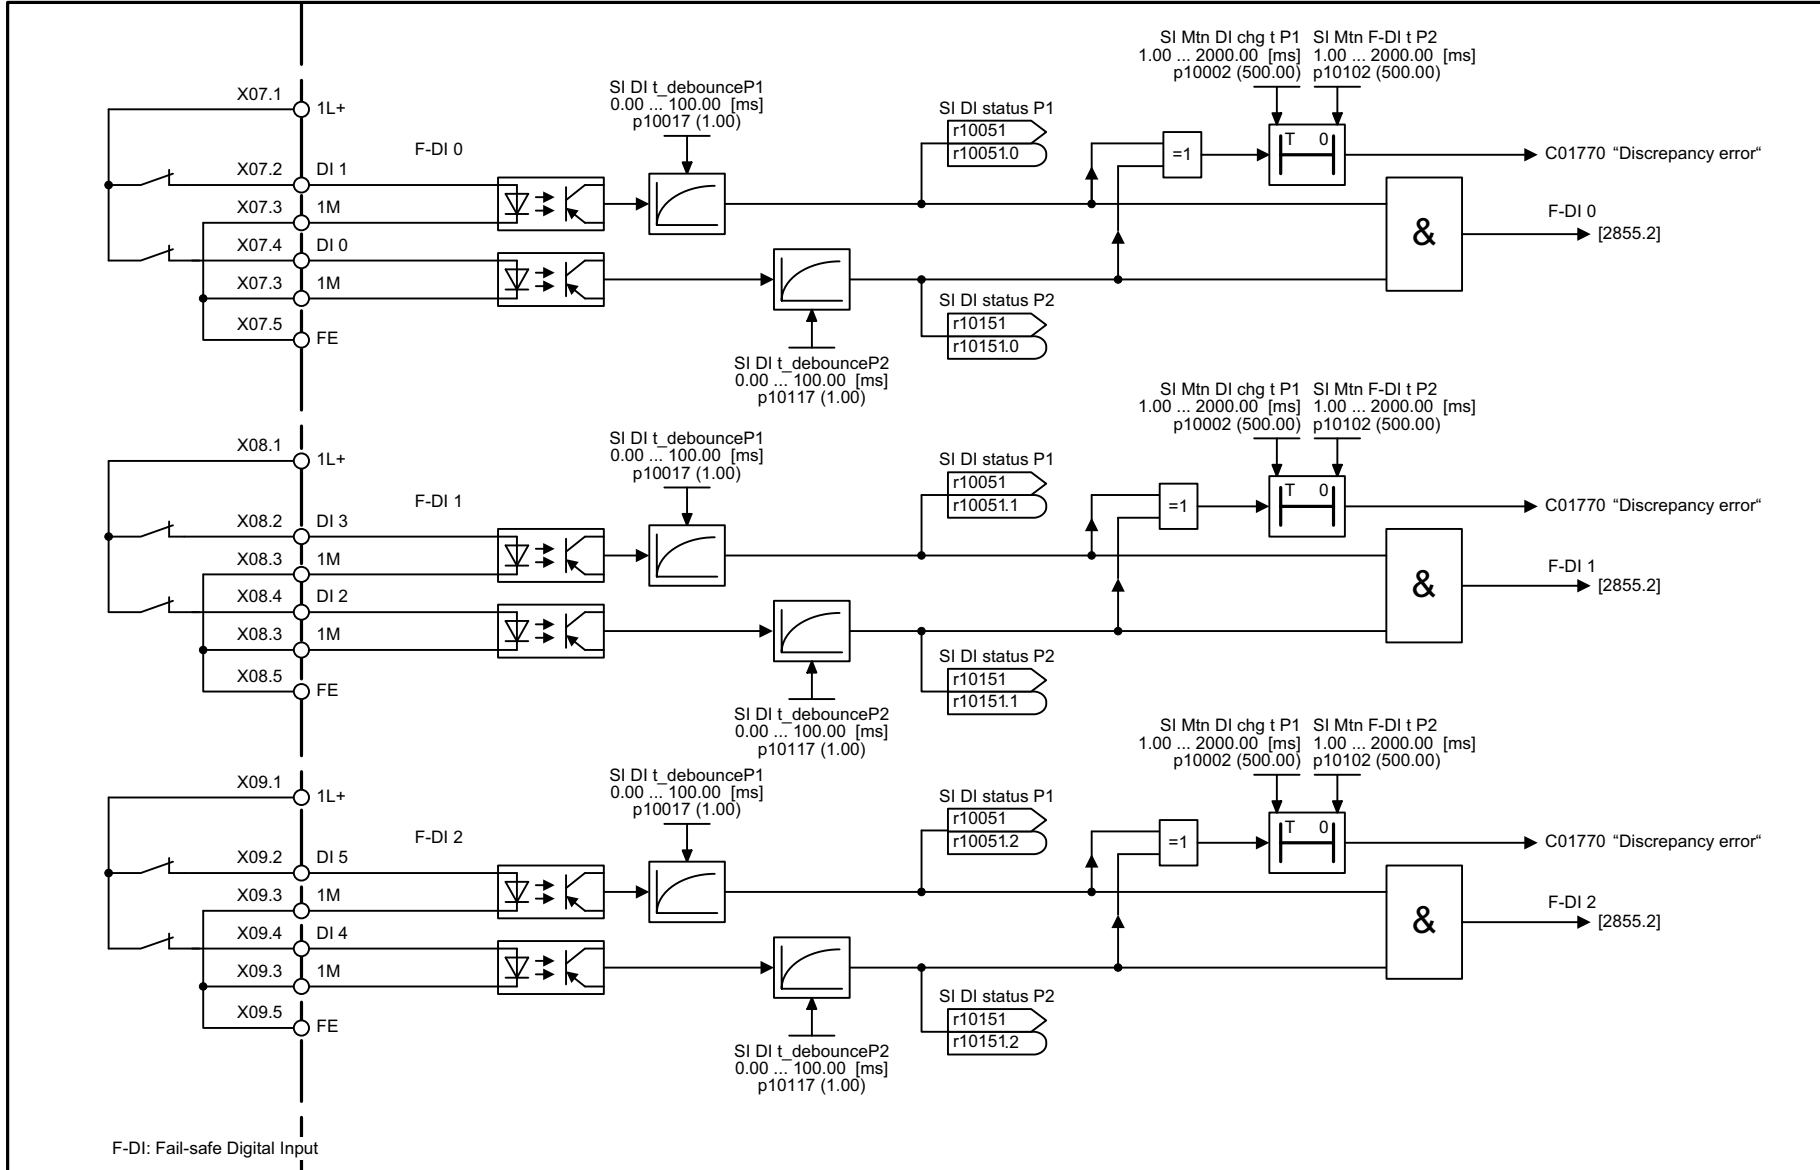 SI Mtn DI chg t P1
1.00 ... 2000.00 [ms]
p10002 (500.00)
SI Mtn F-DI t P2
1.00 ... 2000.00 [ms]
p10102 (500.00)
X07.1
1L+
SI DI t_debounceP1
0.00 ... 100.00 [ms]
p10017 (1.00)
SI DI status P1
r10051
r10051.0
F-DI 0
=1
T 0
C01770 “Discrepancy error“
X07.2
DI 1
X07.3
1M
&
F-DI 0
[2855.2]
X07.4
DI 0
X07.3
1M
SI DI status P2
r10151
r10151.0
X07.5
FE
SI DI t_debounceP2
0.00 ... 100.00 [ms]
p10117 (1.00)
SI Mtn DI chg t P1
1.00 ... 2000.00 [ms]
p10002 (500.00)
SI Mtn F-DI t P2
1.00 ... 2000.00 [ms]
p10102 (500.00)
X08.1
1L+
SI DI t_debounceP1
0.00 ... 100.00 [ms]
p10017 (1.00)
SI DI status P1
r10051
r10051.1
F-DI 1
=1
T 0
C01770 “Discrepancy error“
X08.2
DI 3
X08.3
1M
&
F-DI 1
[2855.2]
X08.4
DI 2
X08.3
1M
SI DI status P2
r10151
r10151.1
X08.5
FE
SI DI t_debounceP2
0.00 ... 100.00 [ms]
p10117 (1.00)
SI Mtn DI chg t P1
1.00 ... 2000.00 [ms]
p10002 (500.00)
SI Mtn F-DI t P2
1.00 ... 2000.00 [ms]
p10102 (500.00)
X09.1
1L+
SI DI t_debounceP1
0.00 ... 100.00 [ms]
p10017 (1.00)
SI DI status P1
r10051
r10051.2
F-DI 2
=1
T 0
C01770 “Discrepancy error“
X09.2
DI 5
X09.3
1M
&
F-DI 2
[2855.2]
X09.4
DI 4
X09.3
1M
SI DI status P2
r10151
r10151.2
X09.5
FE
SI DI t_debounceP2
0.00 ... 100.00 [ms]
p10117 (1.00)
F-DI: Fail-safe Digital Input